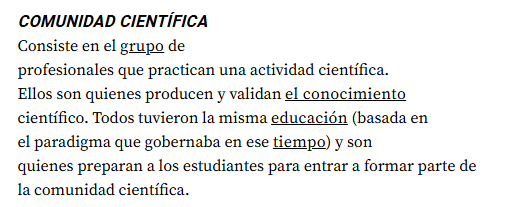 COMUNIDAD CIENTÍFICA
Consiste en el grupo de
profesionales que practican una actividad científica.
Ellos son quienes producen y validan el conocimiento
científico. Todos tuvieron la misma educación (basada en
el paradigma que gobernaba en ese tiempo) y son
quienes preparan a los estudiantes para entrar a formar parte de
la comunidad científica.